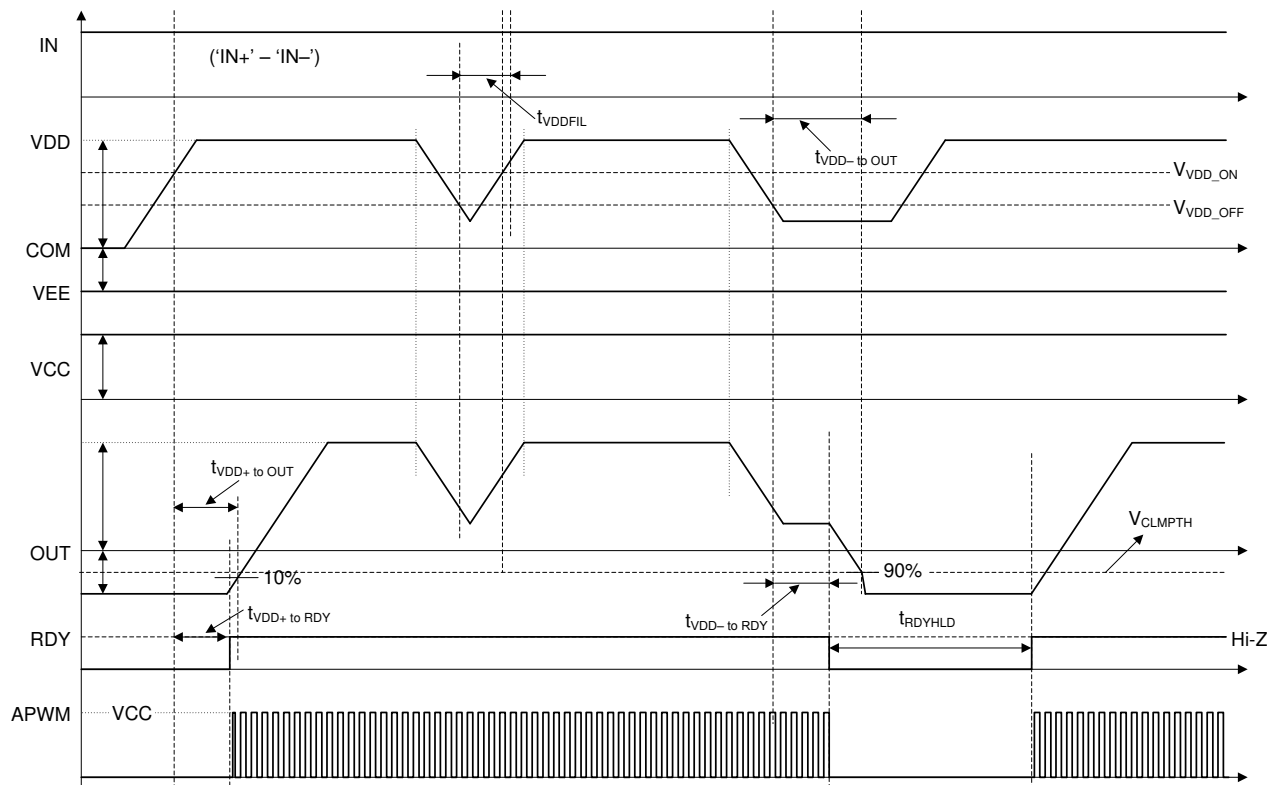 IN
('IN+' – 'IN–')
tVDDFIL
VDD
tVDD– to OUT
VVDD_ON
VVDD_OFF
COM
VEE
VCC
tVDD+ to OUT
VCLMPTH
OUT
10%
90%
tVDD+ to RDY
tVDD– to RDY
tRDYHLD
RDY
Hi-Z
APWM
VCC